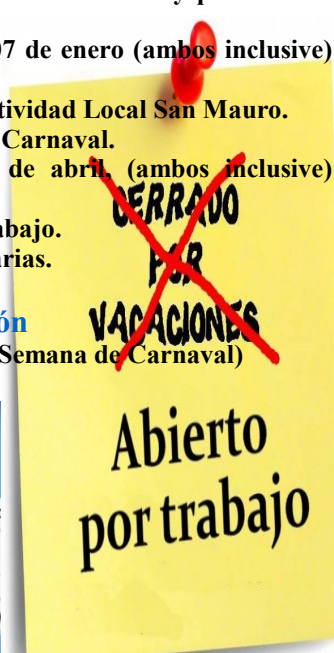 07 de enero (ambos inclusive)
tividad Local San Mauro.
Carnaval.
de abril, (ambos inclusive)
abajo.
arias.
ón
Semana de Carnaval)
CERRADO
POR
VACACIONES
Abierto
por trabajo